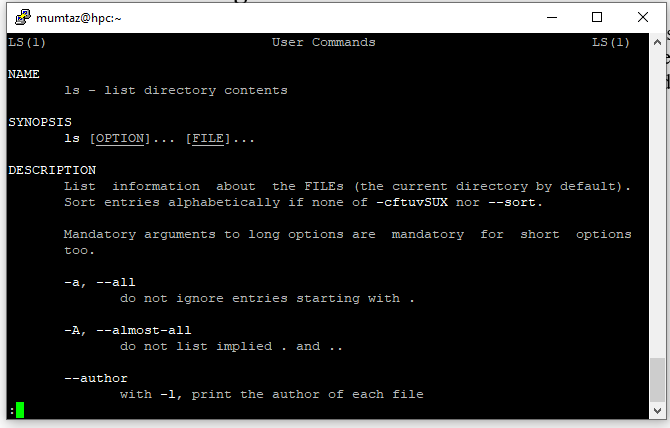 mumtaz@hpc:~
LS(1) User Commands LS(1)
NAME
ls - list directory contents
SYNOPSIS
ls [OPTION]... [FILE]...
DESCRIPTION
List information about the FILEs (the current directory by default).
Sort entries alphabetically if none of -cftuvSUX nor --sort.
Mandatory arguments to long options are mandatory for short options
too.
-a, --all
do not ignore entries starting with .
-A, --almost-all
do not list implied . and ..
--author
with -l, print the author of each file
: